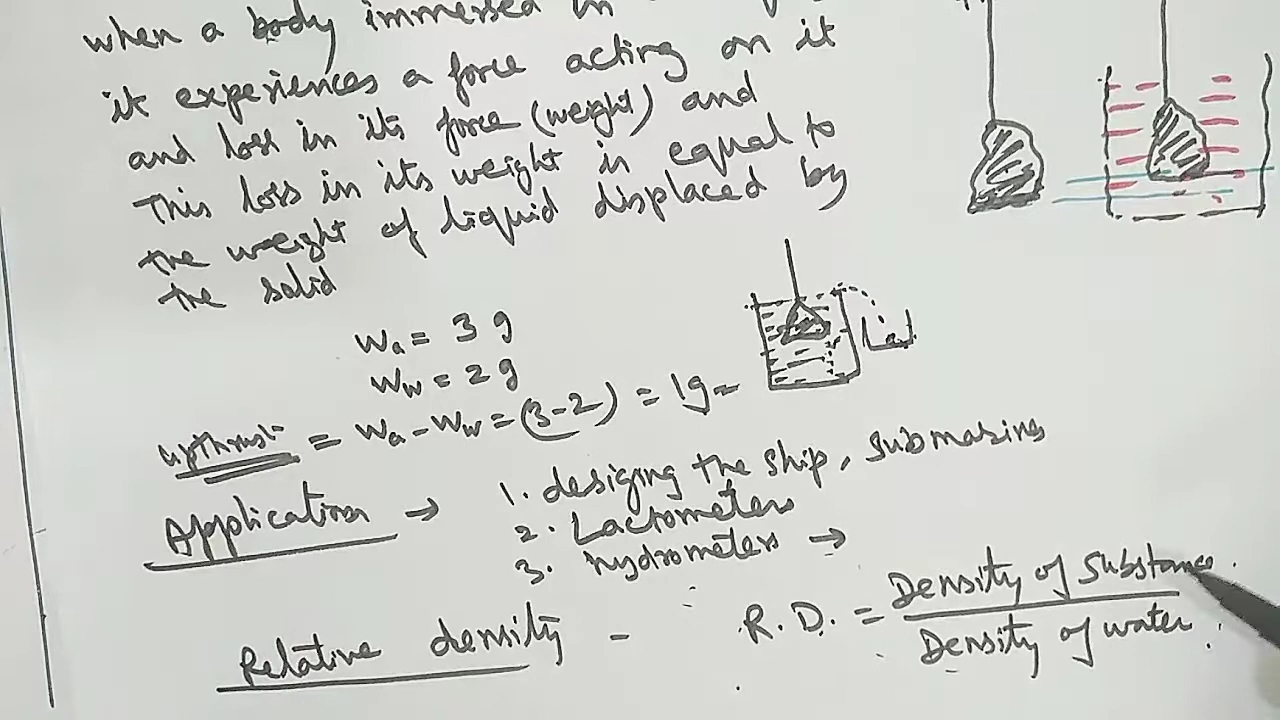 when a body immersed in
it experiences a force acting on it
and loss in its force (weight) and
This loss in its weight is equal to
the weight of liquid displaced by
the solid
Wa = 3 g
Ww = 2 g
upthrust = Wa - Ww = (3-2) = 1g
Application → 1. desiging the ship, submarins
2. Lactometers
3. hydrometers →
Relative density - R.D. = Density of substance
Density of water